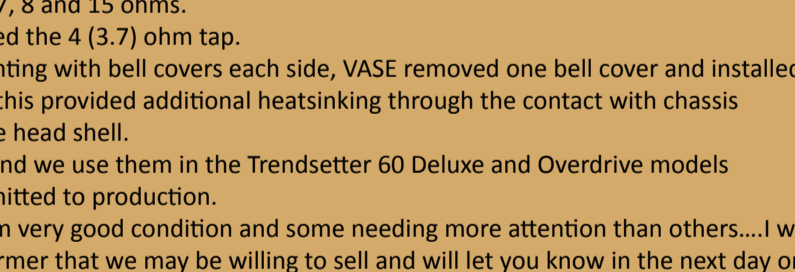 7, 8 and 15 ohms.
ed the 4 (3.7) ohm tap.
nting with bell covers each side, VASE removed one bell cover and installed
this provided additional heatsinking through the contact with chassis
e head shell.
nd we use them in the Trendsetter 60 Deluxe and Overdrive models
mitted to production.
n very good condition and some needing more attention than others....I w
rmer that we may be willing to sell and will let you know in the next day or